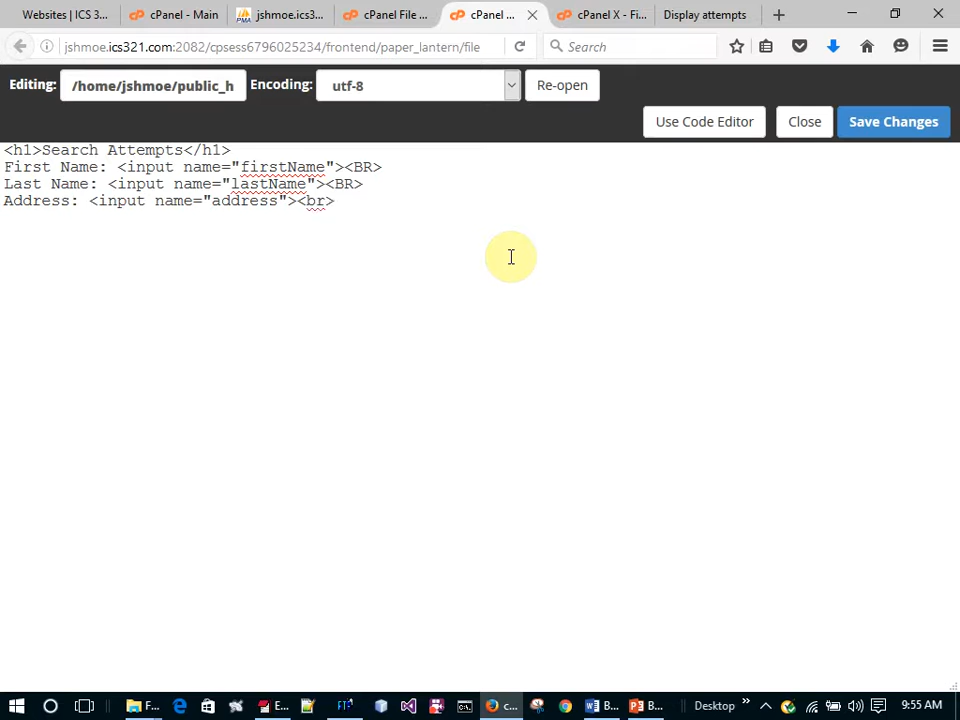 Websites | ICS 3...
cPanel - Main
jshmoe.ics3...
cPanel File ...
cPanel ...
cPanel X - Fi...
Display attempts
jshmoe.ics321.com:2082/cpsess6796025234/frontend/paper_lantern/file
Search
Editing: /home/jshmoe/public_h Encoding: utf-8 Re-open
Use Code Editor Close Save Changes
<h1>Search Attempts</h1>
First Name: <input name="firstName"><BR>
Last Name: <input name="lastName"><BR>
Address: <input name="address"><br>
F... E... c... B... B... Desktop 9:55 AM